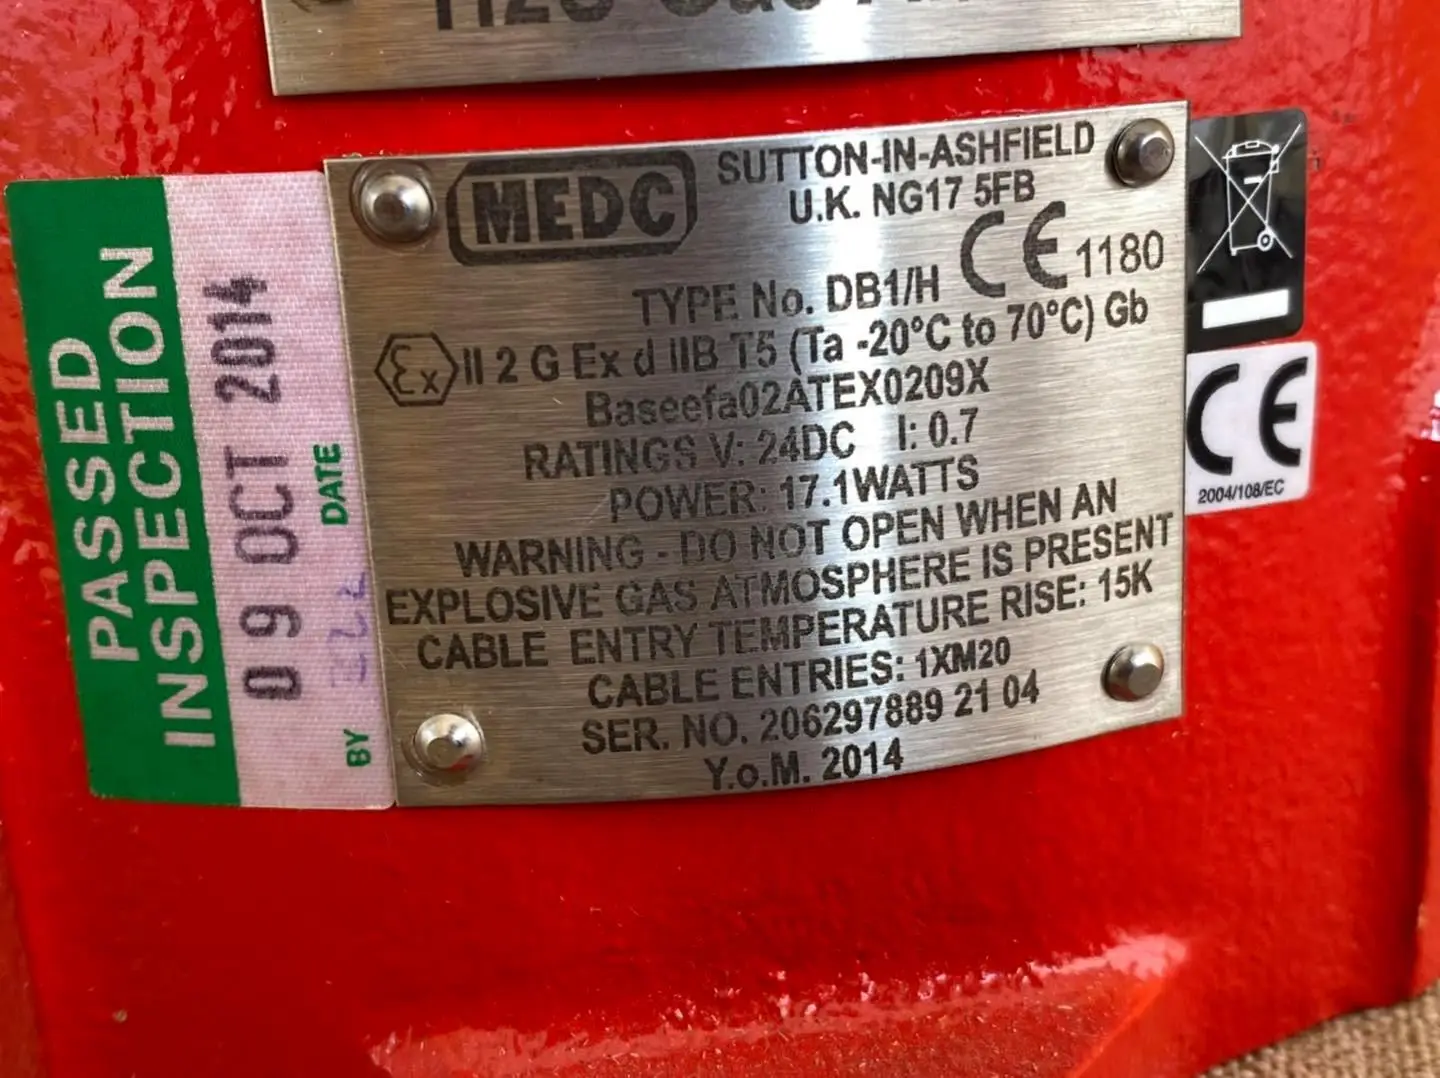 H2S Gas
MEDC
SUTTON-IN-ASHFIELD
U.K. NG17 5FB
TYPE No. DB1/H CE 1180
Ex II 2 G Ex d IIB T5 (Ta -20°C to 70°C) Gb
Baseefa02ATEX0209X
RATINGS V: 24DC I: 0.7
POWER: 17.1WATTS
WARNING - DO NOT OPEN WHEN AN
EXPLOSIVE GAS ATMOSPHERE IS PRESENT
CABLE ENTRY TEMPERATURE RISE: 15K
CABLE ENTRIES: 1XM20
SER. NO. 206297889 21 04
Y.o.M. 2014
PASSED
INSPECTION
09 OCT 2014
BY DATE
CE
2004/108/EC